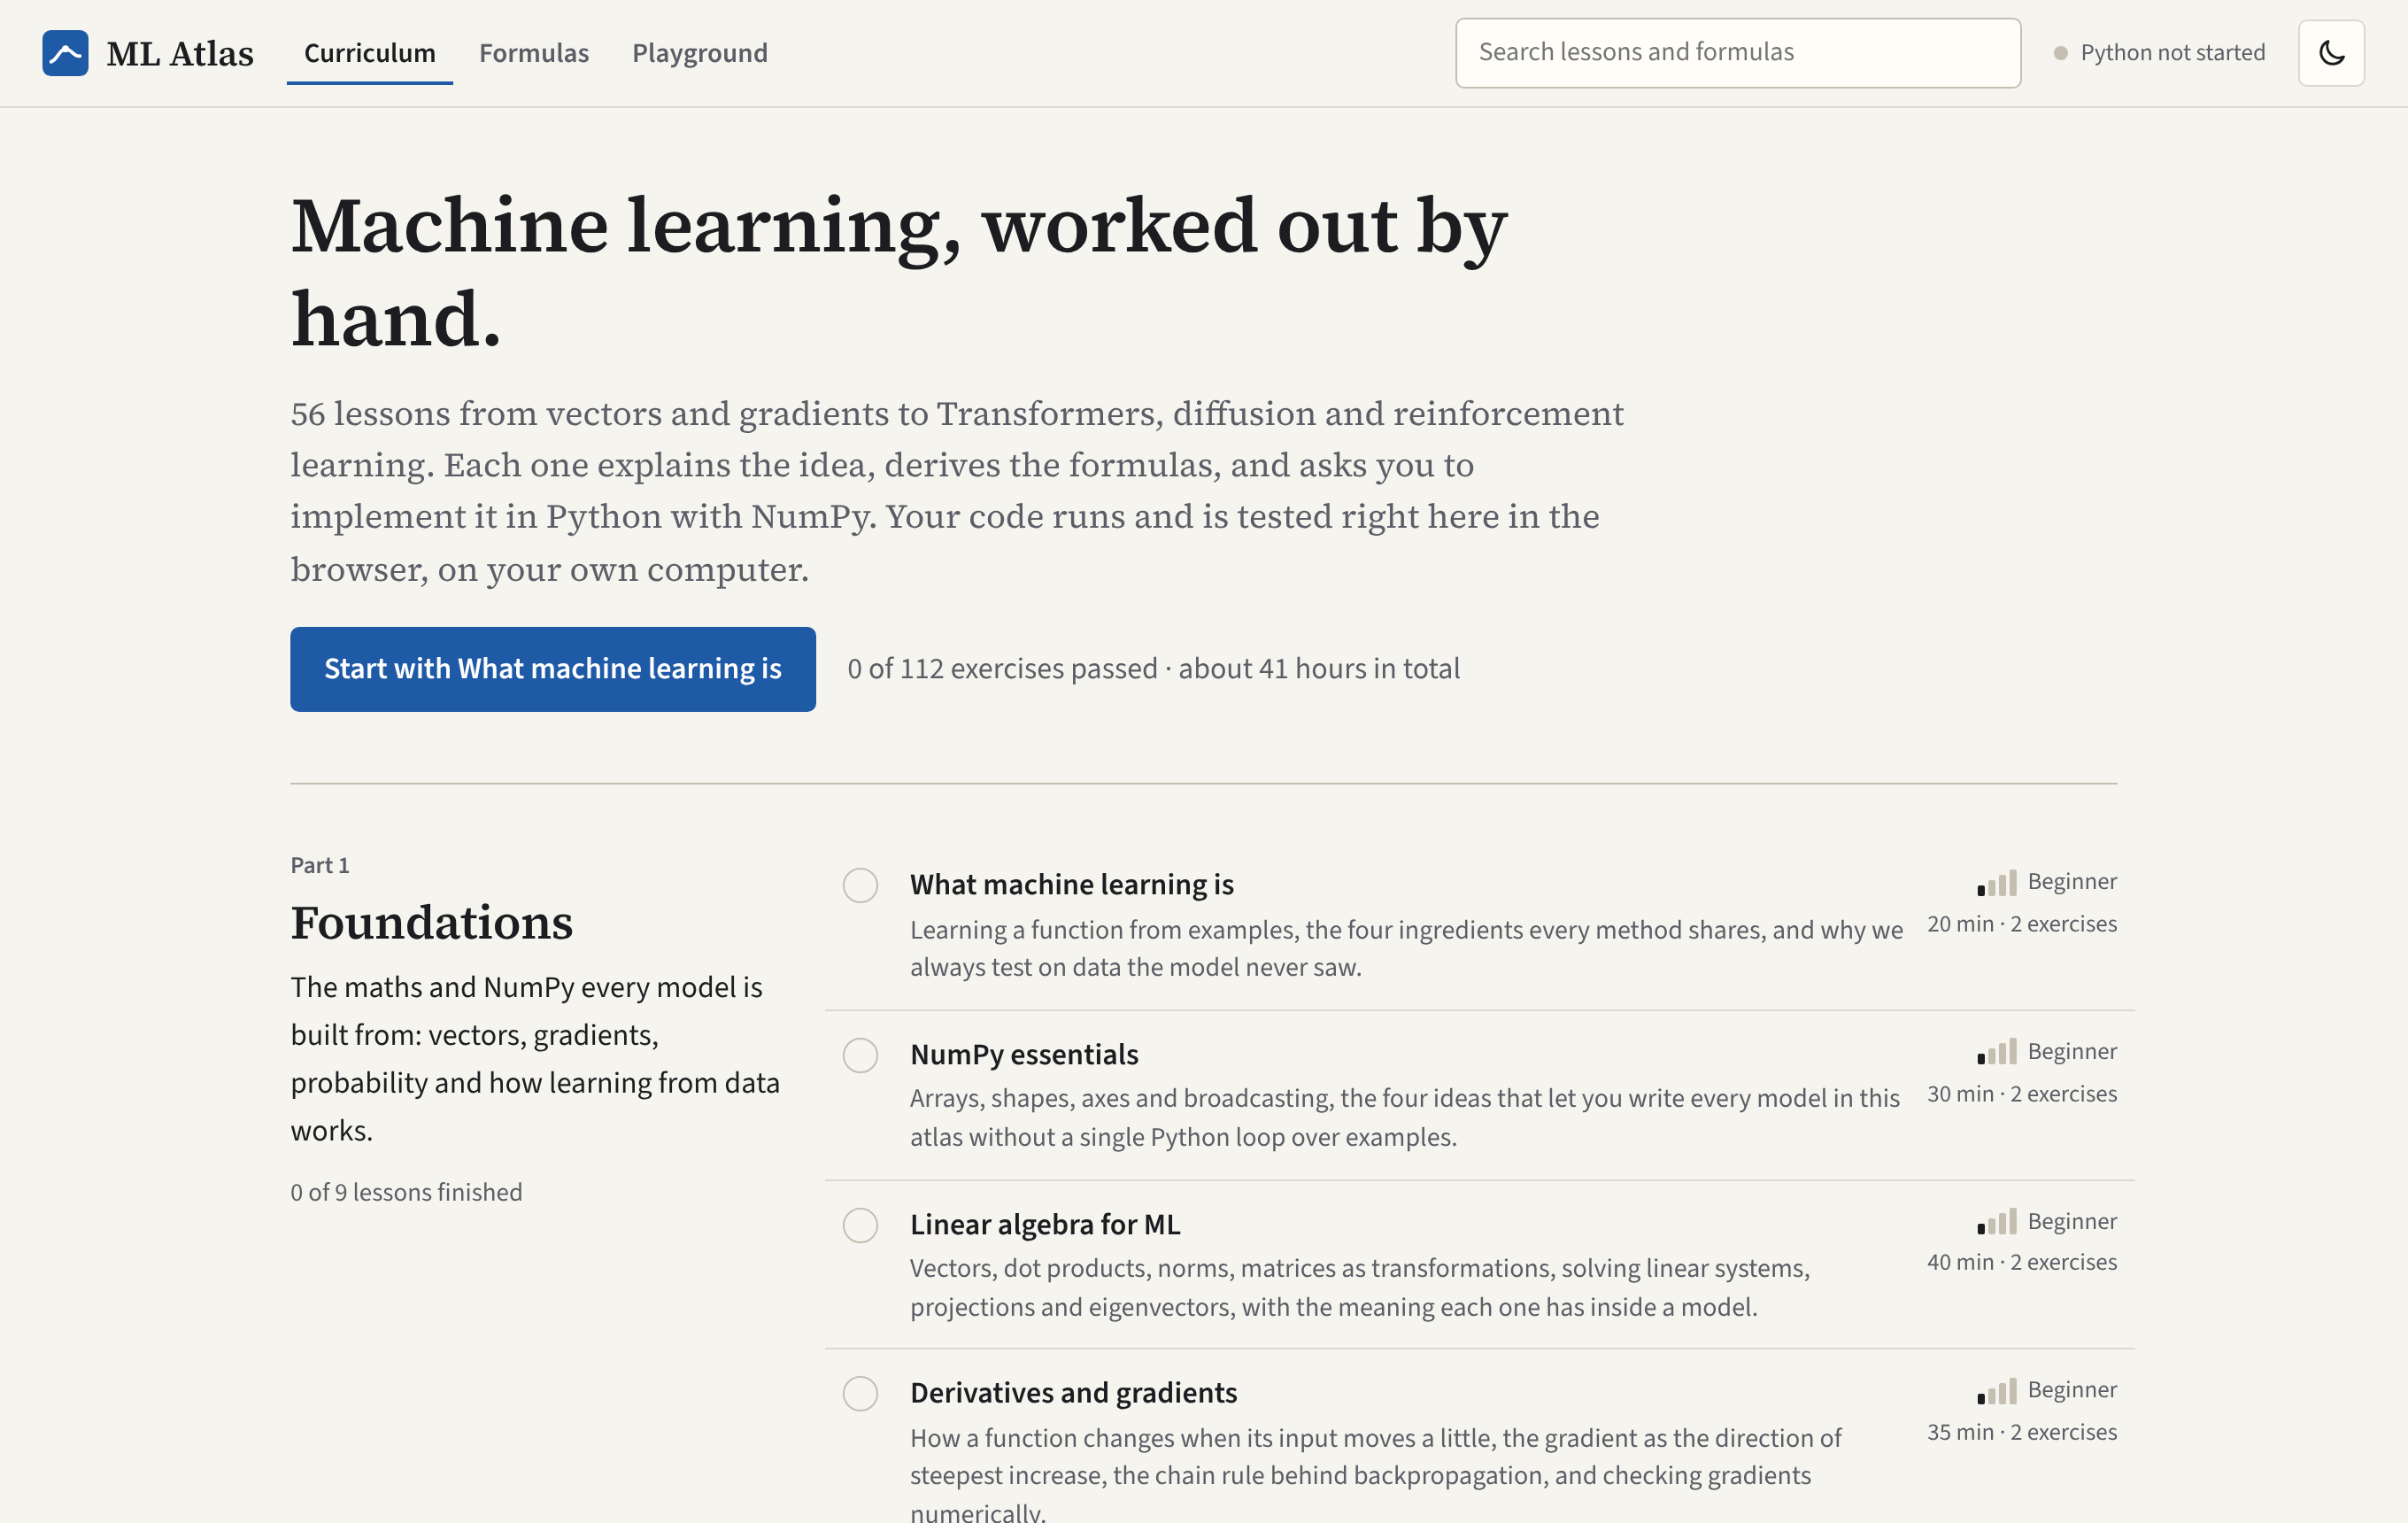 ML Atlas
Curriculum
Formulas
Playground
Search lessons and formulas
Python not started
Machine learning, worked out by
hand.
56 lessons from vectors and gradients to Transformers, diffusion and reinforcement
learning. Each one explains the idea, derives the formulas, and asks you to
implement it in Python with NumPy. Your code runs and is tested right here in the
browser, on your own computer.
Start with What machine learning is
0 of 112 exercises passed · about 41 hours in total
Part 1
Foundations
The maths and NumPy every model is
built from: vectors, gradients,
probability and how learning from data
works.
0 of 9 lessons finished
What machine learning is
Learning a function from examples, the four ingredients every method shares, and why we
always test on data the model never saw.
Beginner
20 min · 2 exercises
NumPy essentials
Arrays, shapes, axes and broadcasting, the four ideas that let you write every model in this
atlas without a single Python loop over examples.
Beginner
30 min · 2 exercises
Linear algebra for ML
Vectors, dot products, norms, matrices as transformations, solving linear systems,
projections and eigenvectors, with the meaning each one has inside a model.
Beginner
40 min · 2 exercises
Derivatives and gradients
How a function changes when its input moves a little, the gradient as the direction of
steepest increase, the chain rule behind backpropagation, and checking gradients
numerically.
Beginner
35 min · 2 exercises